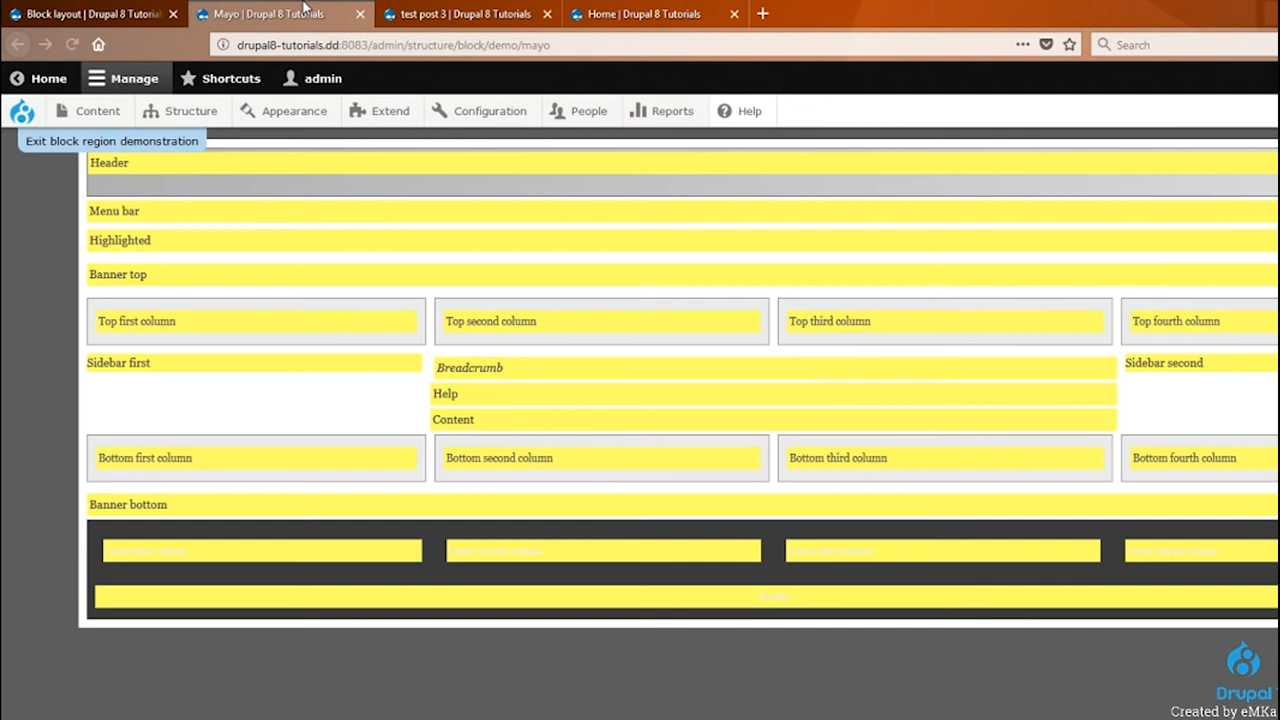 Block layout | Drupal 8 Tutorial
Mayo | Drupal 8 Tutorials
test post 3 | Drupal 8 Tutorials
Home | Drupal 8 Tutorials
drupal8-tutorials.dd:8083/admin/structure/block/demo/mayo
Search
Home
Manage
Shortcuts
admin
Content
Structure
Appearance
Extend
Configuration
People
Reports
Help
Exit block region demonstration
Header
Menu bar
Highlighted
Banner top
Top first column
Top second column
Top third column
Top fourth column
Sidebar first
Breadcrumb
Sidebar second
Help
Content
Bottom first column
Bottom second column
Bottom third column
Bottom fourth column
Banner bottom
Drupal
Created by eMKa